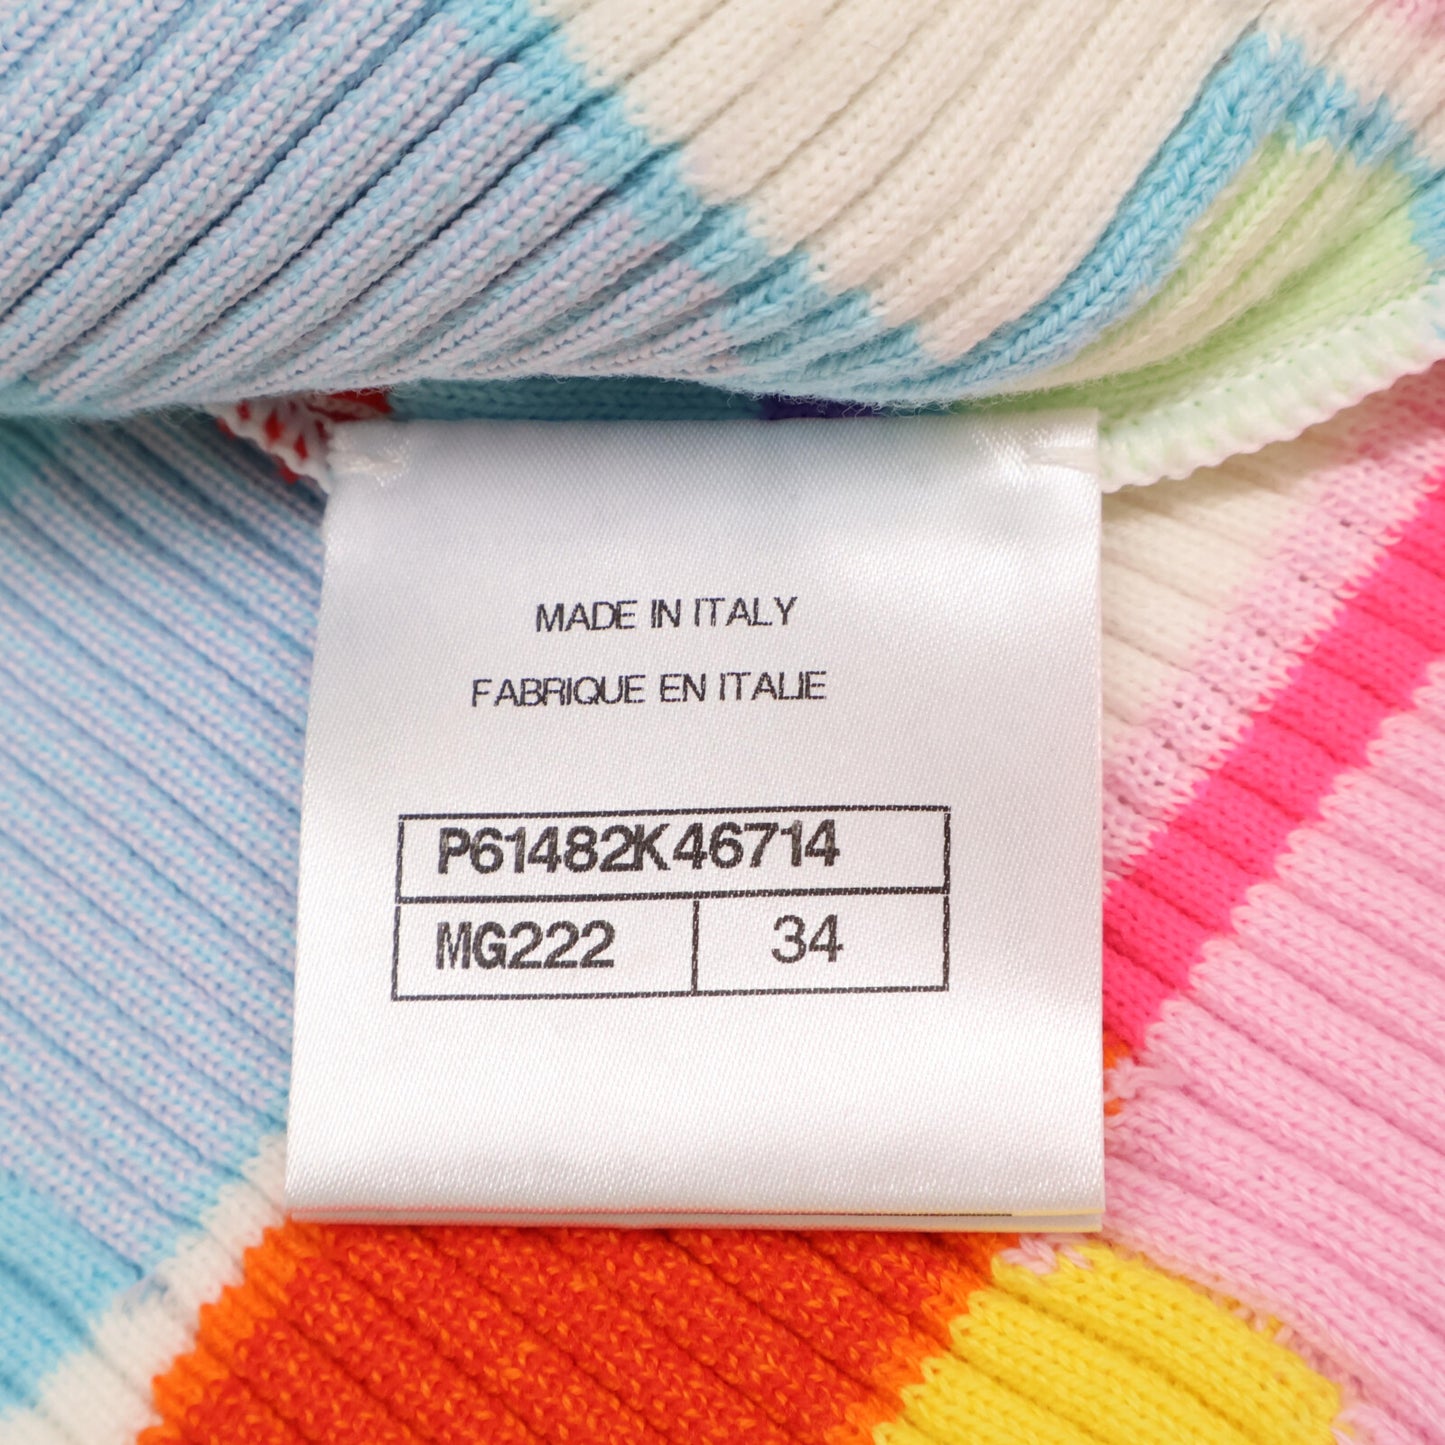 MADE IN ITALY
FABRIQUE EN ITALIE
P61482K46714
MG222 34